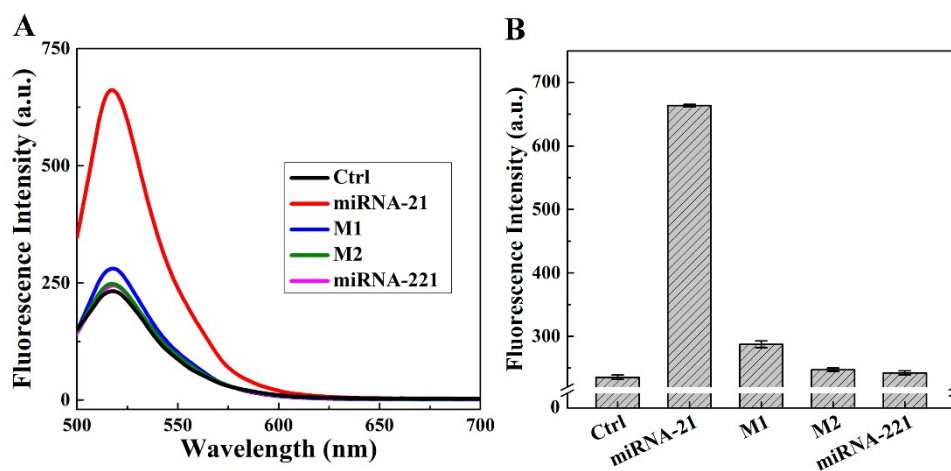 A
Fluorescence Intensity (a.u.)
750
500
250
0
Ctrl
miRNA-21
M1
M2
miRNA-221
500
550
600
650
700
Wavelength (nm)
B
Fluorescence Intensity (a.u.)
700
600
500
400
300
0
Ctrl
miRNA-21
M1
M2
miRNA-221